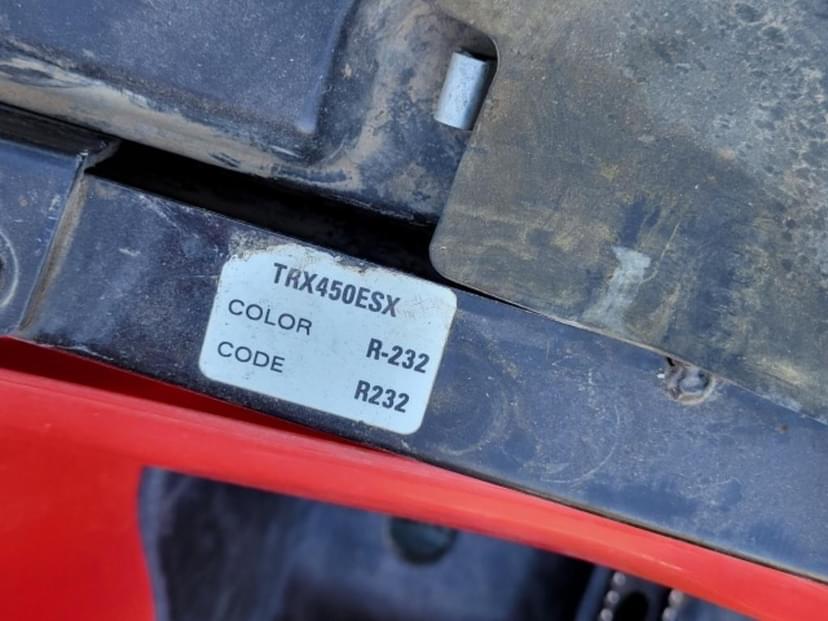 TRX450ESX
COLOR R-232
CODE R232